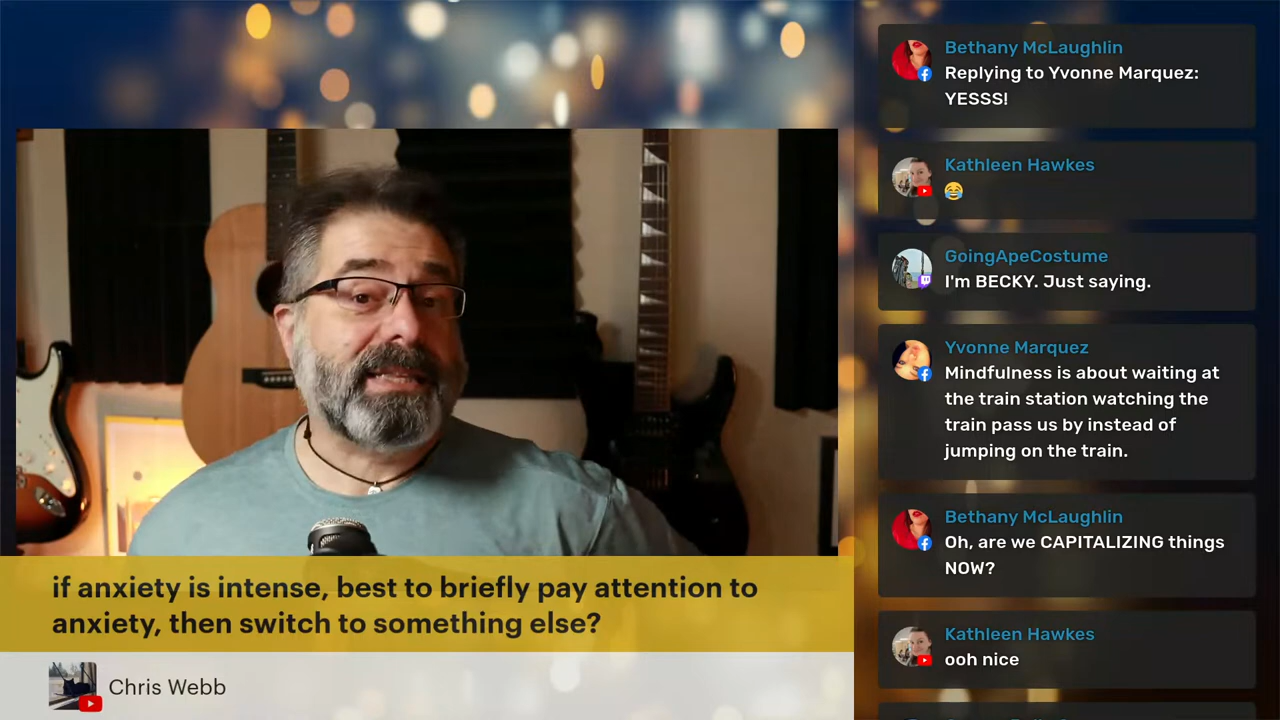 Bethany McLaughlin
Replying to Yvonne Marquez:
YESSS!
Kathleen Hawkes
😂
GoingApeCostume
I'm BECKY. Just saying.
Yvonne Marquez
Mindfulness is about waiting at
the train station watching the
train pass us by instead of
jumping on the train.
Bethany McLaughlin
Oh, are we CAPITALIZING things
NOW?
Kathleen Hawkes
ooh nice
if anxiety is intense, best to briefly pay attention to
anxiety, then switch to something else?
Chris Webb